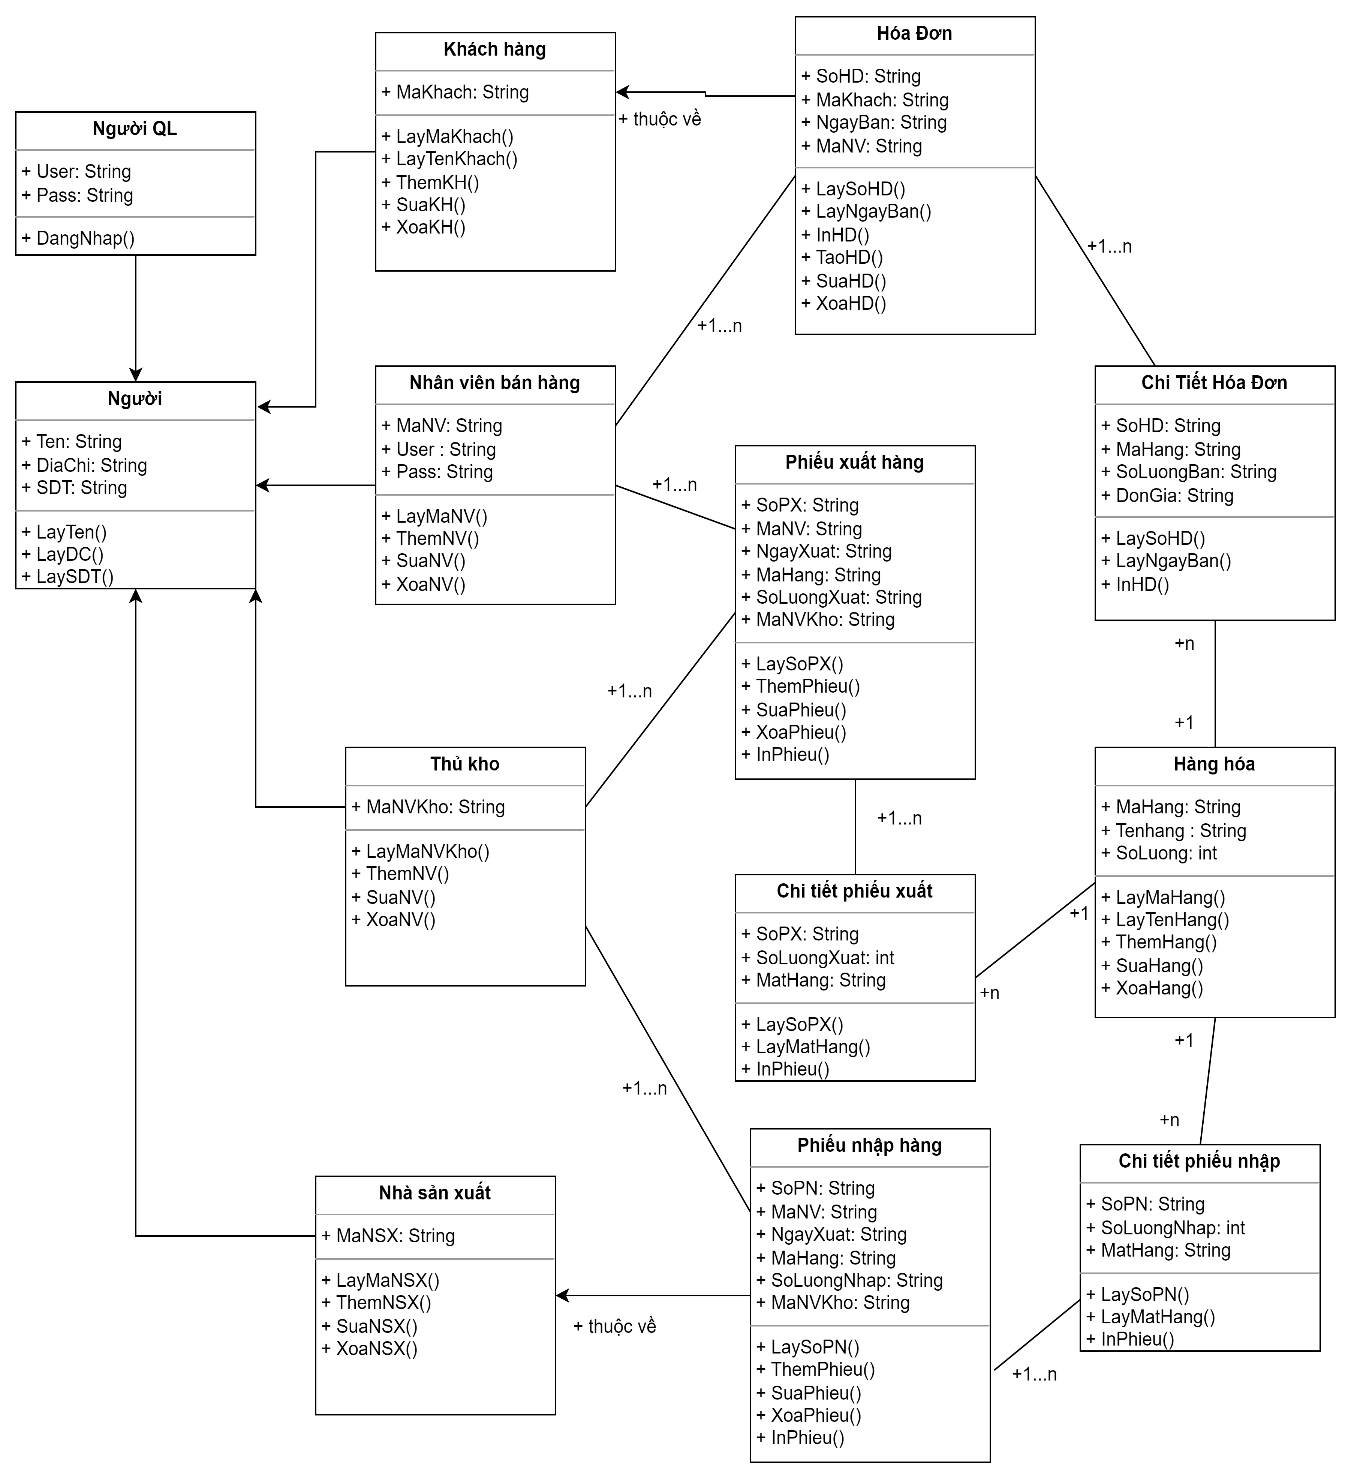 Người QL
+ User: String
+ Pass: String
+ DangNhap()
Khách hàng
+ MaKhach: String
+ LayMaKhach()
+ LayTenKhach()
+ ThemKH()
+ SuaKH()
+ XoaKH()
+ thuộc về
Hóa Đơn
+ SoHD: String
+ MaKhach: String
+ NgayBan: String
+ MaNV: String
+ LaySoHD()
+ LayNgayBan()
+ InHD()
+ TaoHD()
+ SuaHD()
+ XoaHD()
+1...n
+1...n
Người
+ Ten: String
+ DiaChi: String
+ SDT: String
+ LayTen()
+ LayDC()
+ LaySDT()
Nhân viên bán hàng
+ MaNV: String
+ User : String
+ Pass: String
+ LayMaNV()
+ ThemNV()
+ SuaNV()
+ XoaNV()
+1...n
Phiếu xuất hàng
+ SoPX: String
+ MaNV: String
+ NgayXuat: String
+ MaHang: String
+ SoLuongXuat: String
+ MaNVKho: String
+ LaySoPX()
+ ThemPhieu()
+ SuaPhieu()
+ XoaPhieu()
+ InPhieu()
Chi Tiết Hóa Đơn
+ SoHD: String
+ MaHang: String
+ SoLuongBan: String
+ DonGia: String
+ LaySoHD()
+ LayNgayBan()
+ InHD()
+n
+1
+1...n
Thủ kho
+ MaNVKho: String
+ LayMaNVKho()
+ ThemNV()
+ SuaNV()
+ XoaNV()
+1...n
Hàng hóa
+ MaHang: String
+ Tenhang : String
+ SoLuong: int
+ LayMaHang()
+ LayTenHang()
+ ThemHang()
+ SuaHang()
+ XoaHang()
Chi tiết phiếu xuất
+ SoPX: String
+ SoLuongXuat: int
+ MatHang: String
+ LaySoPX()
+ LayMatHang()
+ InPhieu()
+1
+n
+1
+n
+1...n
Phiếu nhập hàng
+ SoPN: String
+ MaNV: String
+ NgayXuat: String
+ MaHang: String
+ SoLuongNhap: String
+ MaNVKho: String
+ LaySoPN()
+ ThemPhieu()
+ SuaPhieu()
+ XoaPhieu()
+ InPhieu()
Chi tiết phiếu nhập
+ SoPN: String
+ SoLuongNhap: int
+ MatHang: String
+ LaySoPN()
+ LayMatHang()
+ InPhieu()
+1...n
Nhà sản xuất
+ MaNSX: String
+ LayMaNSX()
+ ThemNSX()
+ SuaNSX()
+ XoaNSX()
+ thuộc về